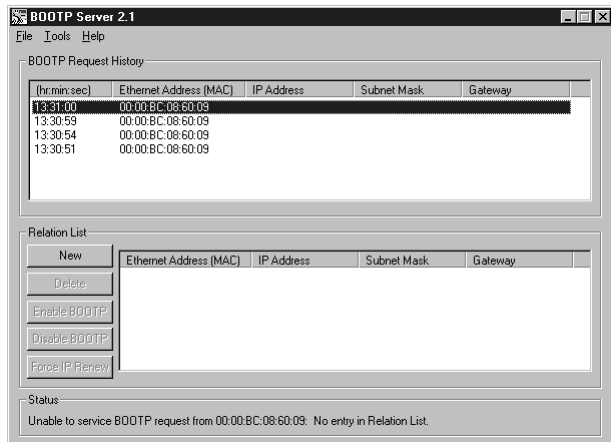 BOOTP Server 2.1
File Tools Help
BOOTP Request History
(hr:min:sec) Ethernet Address (MAC) IP Address Subnet Mask Gateway
13:31:00 00:00:BC:08:60:09
13:30:59 00:00:BC:08:60:09
13:30:54 00:00:BC:08:60:09
13:30:51 00:00:BC:08:60:09
Relation List
New
Delete
Enable BOOTP
Disable BOOTP
Force IP Renew
Ethernet Address (MAC) IP Address Subnet Mask Gateway
Status
Unable to service BOOTP request from 00:00:BC:08:60:09: No entry in Relation List.